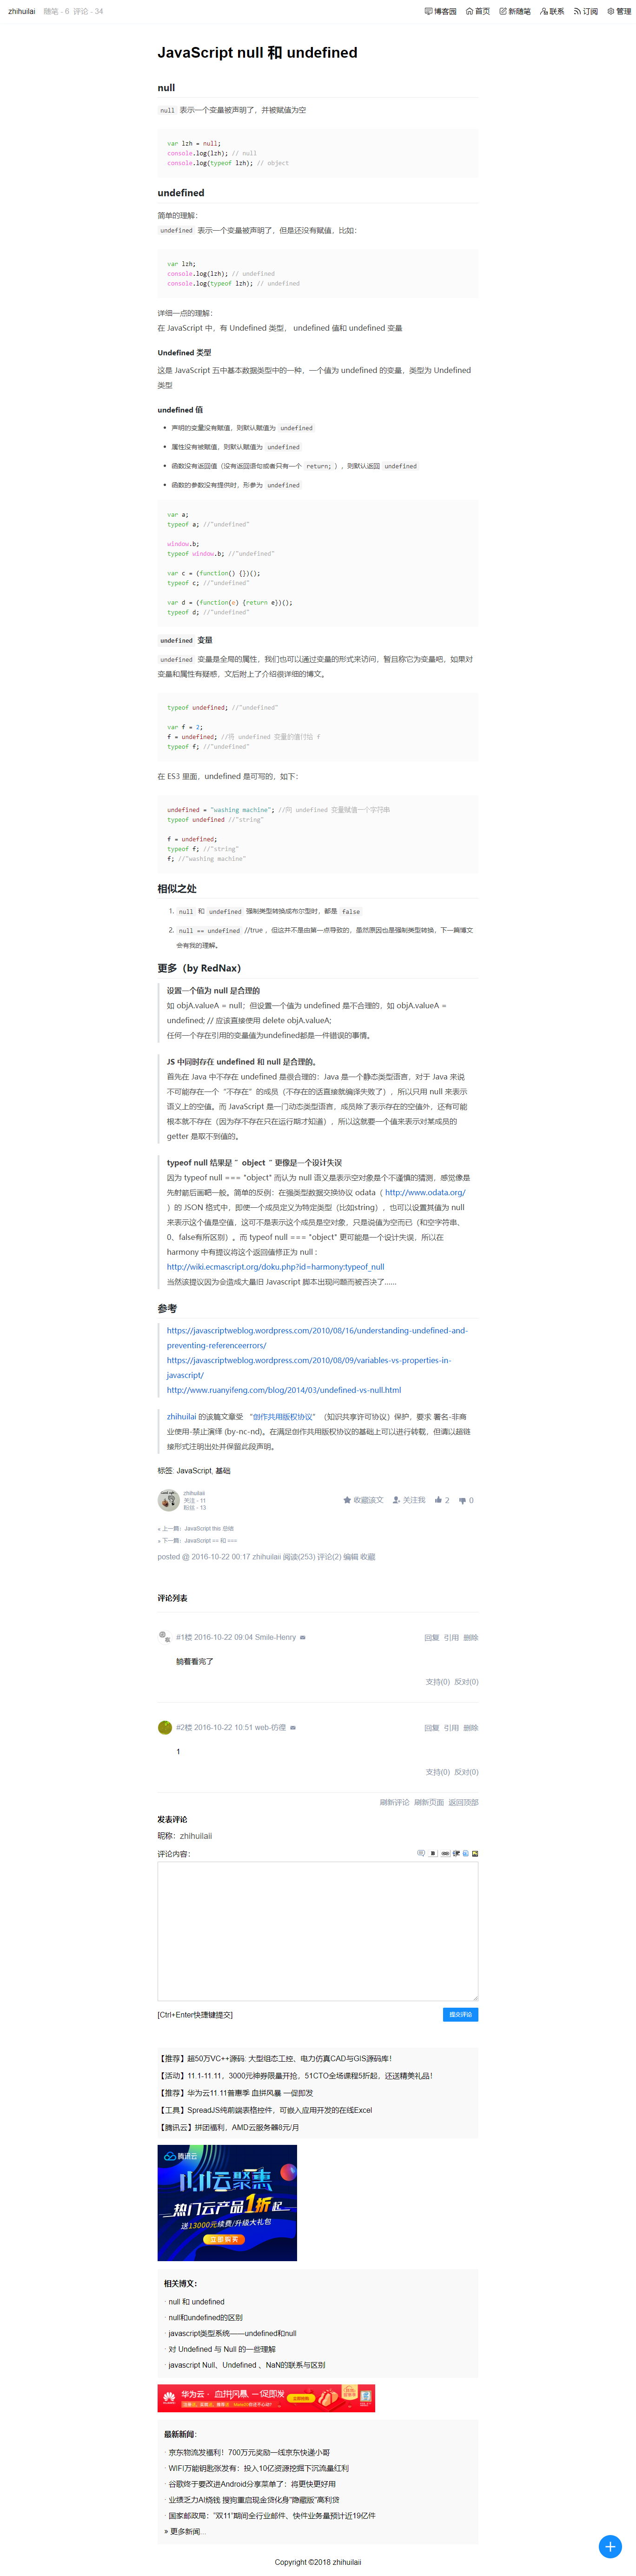 zhihuilai 随笔 - 6 评论 - 34
博客园 首页 新随笔 联系 订阅 管理
JavaScript null 和 undefined
null
null 表示一个变量被声明了，并被赋值为空
var lzh = null;
console.log(lzh); // null
console.log(typeof lzh); // object
undefined
简单的理解：
undefined 表示一个变量被声明了，但是还没有赋值，比如：
var lzh;
console.log(lzh); // undefined
console.log(typeof lzh); // undefined
详细一点的理解：
在 JavaScript 中，有 Undefined 类型， undefined 值和 undefined 变量
Undefined 类型
这是 JavaScript 五中基本数据类型中的一种，一个值为 undefined 的变量，类型为 Undefined
类型
undefined 值
声明的变量没有赋值，则默认赋值为 undefined
属性没有被赋值，则默认赋值为 undefined
函数没有返回值（没有返回语句或者只有一个 return; ），则默认返回 undefined
函数的参数没有提供时，形参为 undefined
var a;
typeof a; //"undefined"
window.b;
typeof window.b; //"undefined"
var c = (function() {})();
typeof c; //"undefined"
var d = (function(e) {return e})();
typeof d; //"undefined"
undefined 变量
undefined 变量是全局的属性，我们也可以通过变量的形式来访问，暂且称它为变量吧，如果对
变量和属性有疑惑，文后附上了介绍很详细的博文。
typeof undefined; //"undefined"
var f = 2;
f = undefined; //将 undefined 变量的值付给 f
typeof f; //"undefined"
在 ES3 里面，undefined 是可写的，如下：
undefined = "washing machine"; //向 undefined 变量赋值一个字符串
typeof undefined //"string"
f = undefined;
typeof f; //"string"
f; //"washing machine"
相似之处
1. null 和 undefined 强制类型转换成布尔型时，都是 false
2. null == undefined //true ，但这并不是由第一点导致的，虽然原因也是强制类型转换，下一篇博文
会有我的理解。
更多（by RedNax）
设置一个值为 null 是合理的
如 objA.valueA = null；但设置一个值为 undefined 是不合理的，如 objA.valueA =
undefined; // 应该直接使用 delete objA.valueA;
任何一个存在引用的变量值为undefined都是一件错误的事情。
JS 中同时存在 undefined 和 null 是合理的。
首先在 Java 中不存在 undefined 是很合理的：Java 是一个静态类型语言，对于 Java 来说
不可能存在一个“不存在”的成员（不存在的话直接就编译失败了），所以只用 null 来表示
语义上的空值。而 JavaScript 是一门动态类型语言，成员除了表示存在的空值外，还有可能
根本就不存在（因为存不存在只在运行期才知道），所以这就要一个值来表示对某成员的
getter 是取不到值的。
typeof null 结果是＂object＂更像是一个设计失误
因为 typeof null === "object" 而认为 null 语义是表示空对象是个不谨慎的猜测，感觉像是
先射箭后画靶一般。简单的反例：在强类型数据交换协议 odata（ http://www.odata.org/
）的 JSON 格式中，即使一个成员定义为特定类型（比如string），也可以设置其值为 null
来表示这个值是空值，这可不是表示这个成员是空对象，只是说值为空而已（和空字符串、
0、false有所区别）。而 typeof null === "object" 更可能是一个设计失误，所以在
harmony 中有提议将这个返回值修正为 null：
http://wiki.ecmascript.org/doku.php?id=harmony:typeof_null
当然该提议因为会造成大量旧 Javascript 脚本出现问题而被否决了……
参考
https://javascriptweblog.wordpress.com/2010/08/16/understanding-undefined-and-
preventing-referenceerrors/
https://javascriptweblog.wordpress.com/2010/08/09/variables-vs-properties-in-
javascript/
http://www.ruanyifeng.com/blog/2014/03/undefined-vs-null.html
zhihuilai 的该篇文章受 “创作共用版权协议” （知识共享许可协议）保护，要求 署名-非商
业使用-禁止演绎 (by-nc-nd)。在满足创作共用版权协议的基础上可以进行转载，但请以超链
接形式注明出处并保留此段声明。
标签: JavaScript, 基础
zhihuilaii
关注 - 11
粉丝 - 13
收藏该文 关注我 2 0
« 上一篇：JavaScript this 总结
» 下一篇：JavaScript == 和 ===
posted @ 2016-10-22 00:17 zhihuilaii 阅读(253) 评论(2) 编辑 收藏
评论列表
#1楼 2016-10-22 09:04 Smile-Henry
回复 引用 删除
躺着看完了
支持(0) 反对(0)
#2楼 2016-10-22 10:51 web-奶狸
回复 引用 删除
1
支持(0) 反对(0)
刷新评论 刷新页面 返回顶部
发表评论
昵称：zhihuilaii
评论内容：
[Ctrl+Enter快捷键提交]
提交评论
【推荐】超50万VC++源码: 大型组态工控、电力仿真CAD与GIS源码库！
【活动】11.1-11.11，3000元神券限量开抢，51CTO全场课程5折起，还送精美礼品！
【推荐】华为云11.11普惠季 血拼风暴 一促即发
【工具】SpreadJS纯前端表格控件，可嵌入应用开发的在线Excel
【腾讯云】拼团福利，AMD云服务器8元/月
腾讯云
11.11云聚惠
热门云产品1折起
送13000元续费/升级大礼包
立即抢购
相关博文：
· null 和 undefined
· null和undefined的区别
· javascript类型系统——undefined和null
· 对 Undefined 与 Null 的一些理解
· javascript Null、Undefined 、NaN的联系与区别
华为云，血拼风暴，一促即发
最新新闻：
· 京东物流发福利！700万元奖励一线京东快递小哥
· WIFI万能钥匙张发有：投入10亿资源挖掘下沉流量红利
· 谷歌终于要改进Android分享菜单了：将更快更好用
· 业绩乏力AI烧钱 搜狗重启现金贷化身"隐藏版"高利贷
· 国家邮政局：“双11”期间全行业邮件、快件业务量预计近19亿件
» 更多新闻...
Copyright ©2018 zhihuilaii